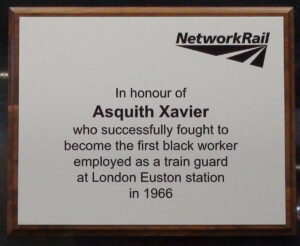 NetworkRail
In honour of
Asquith Xavier
who successfully fought to
become the first black worker
employed as a train guard
at London Euston station
in 1966